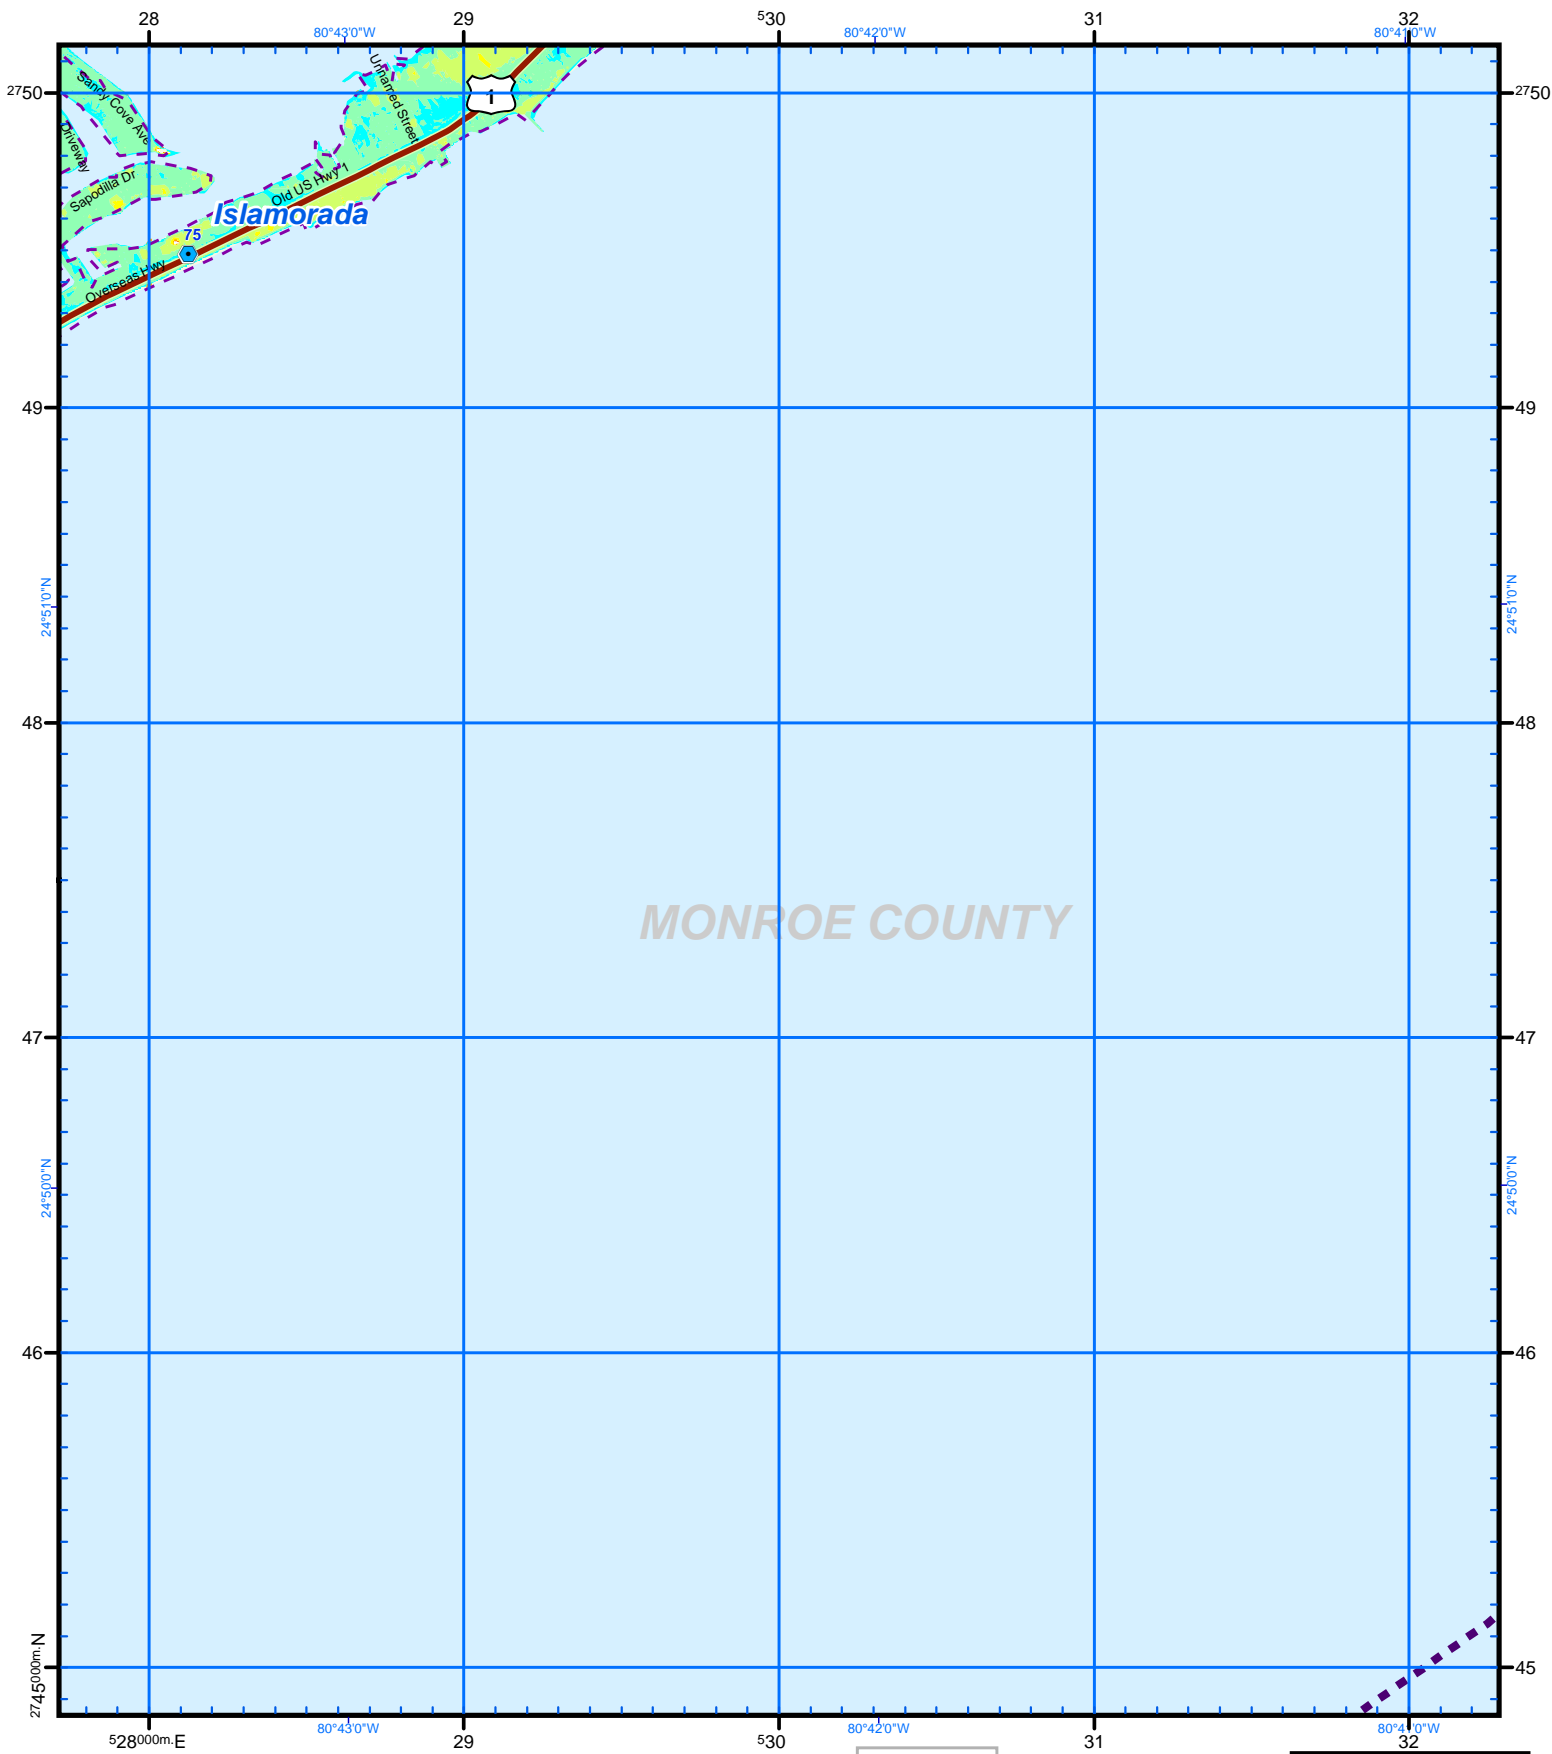 28 29 530 31 32
80°43'0"W 80°42'0"W 80°41'0"W
Sandy Cove Ave
Unnamed Street
1
2750 2750
Driveway
Sapodilla Dr
Old US Hwy 1
Islamorada
75
Overseas Hwy
49 49
24°51'0"N 24°51'0"N
48 48
MONROE COUNTY
47 47
24°50'0"N 24°50'0"N
46 46
2745000m.N 45
80°43'0"W 80°42'0"W 80°41'0"W
528000m.E 29 530 31 32